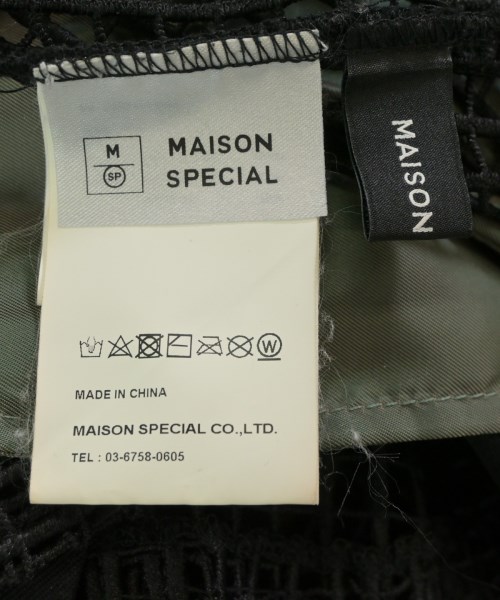 M
SP
MAISON
SPECIAL
MAISON
W
MADE IN CHINA
MAISON SPECIAL CO.,LTD.
TEL : 03-6758-0605